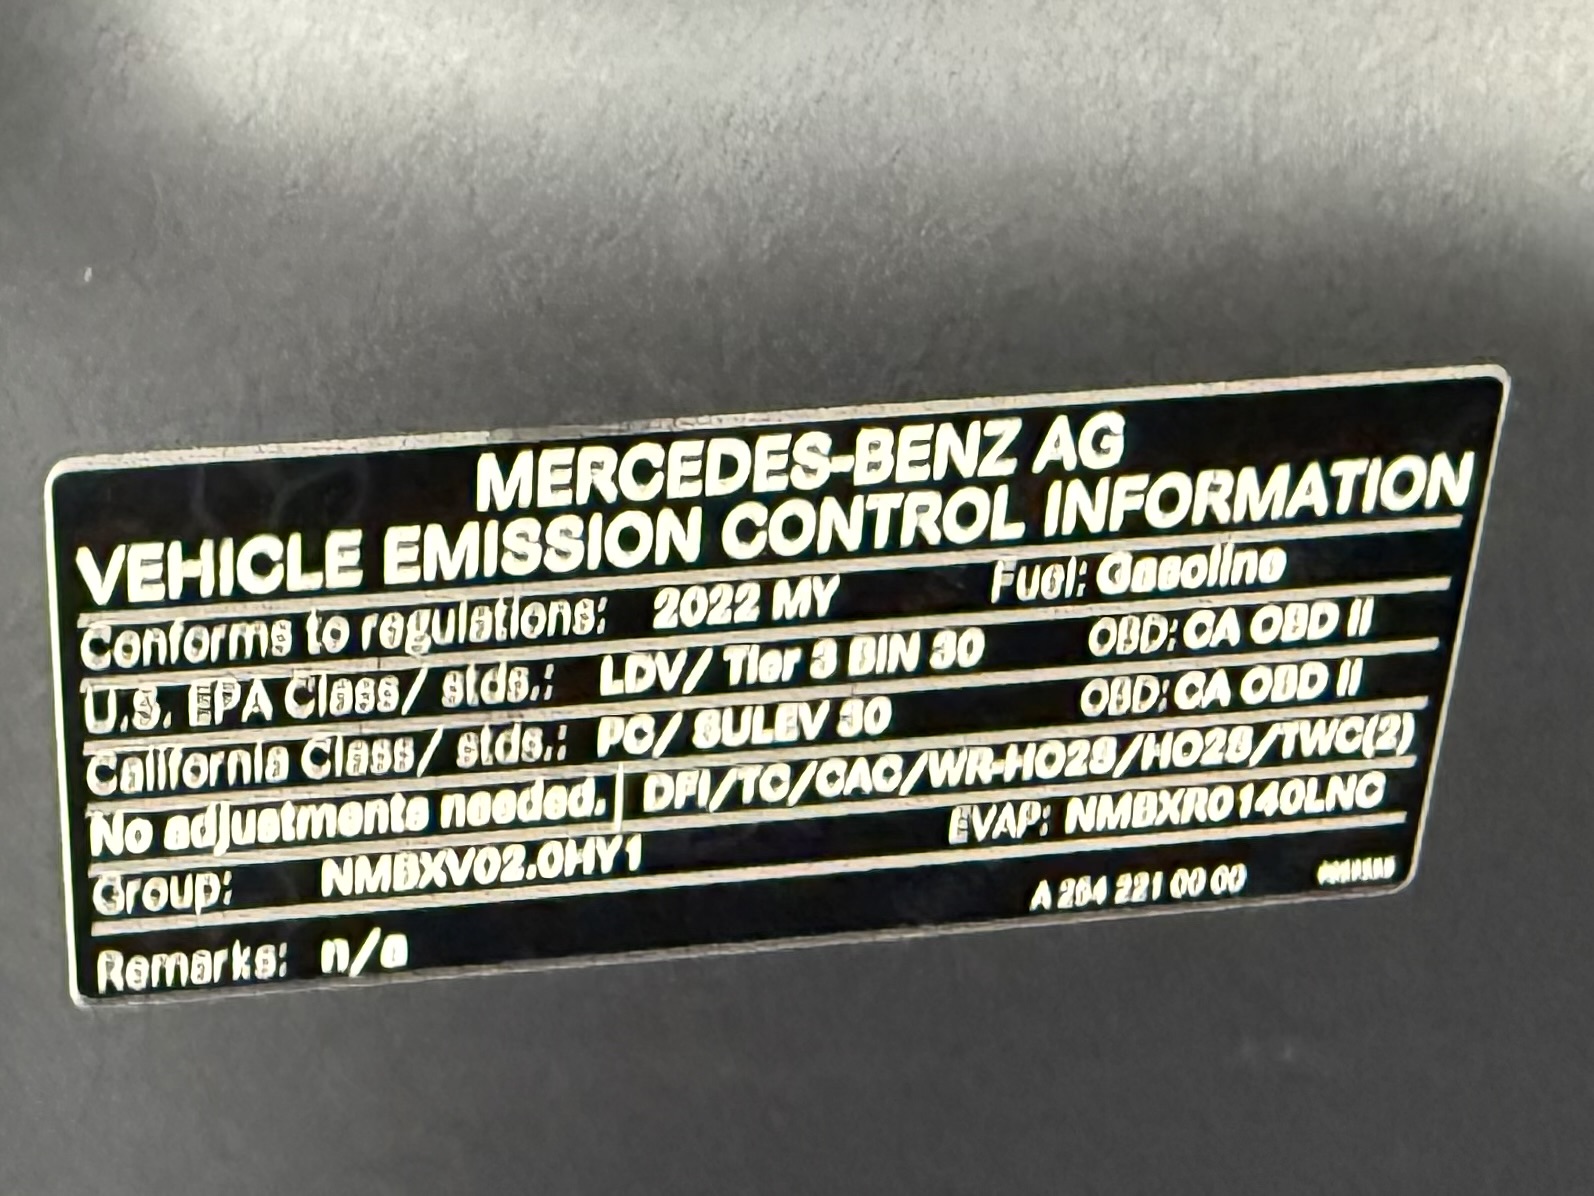 MERCEDES-BENZ AG
VEHICLE EMISSION CONTROL INFORMATION
Conforms to regulations: 2022 MY Fuel: Gasoline
U.S. EPA Class/ stds.: LDV/ Tier 3 BIN 30 OBD: CA OBD II
California Class/ stds.: PC/ SULEV 30 OBD: CA OBD II
No adjustments needed. DFI/TC/CAC/WR-HO2S/HO2S/TWC(2)
Group: NMBXV02.0HY1 EVAP: NMBXR0140LNC
Remarks: n/a A 264 221 00 00